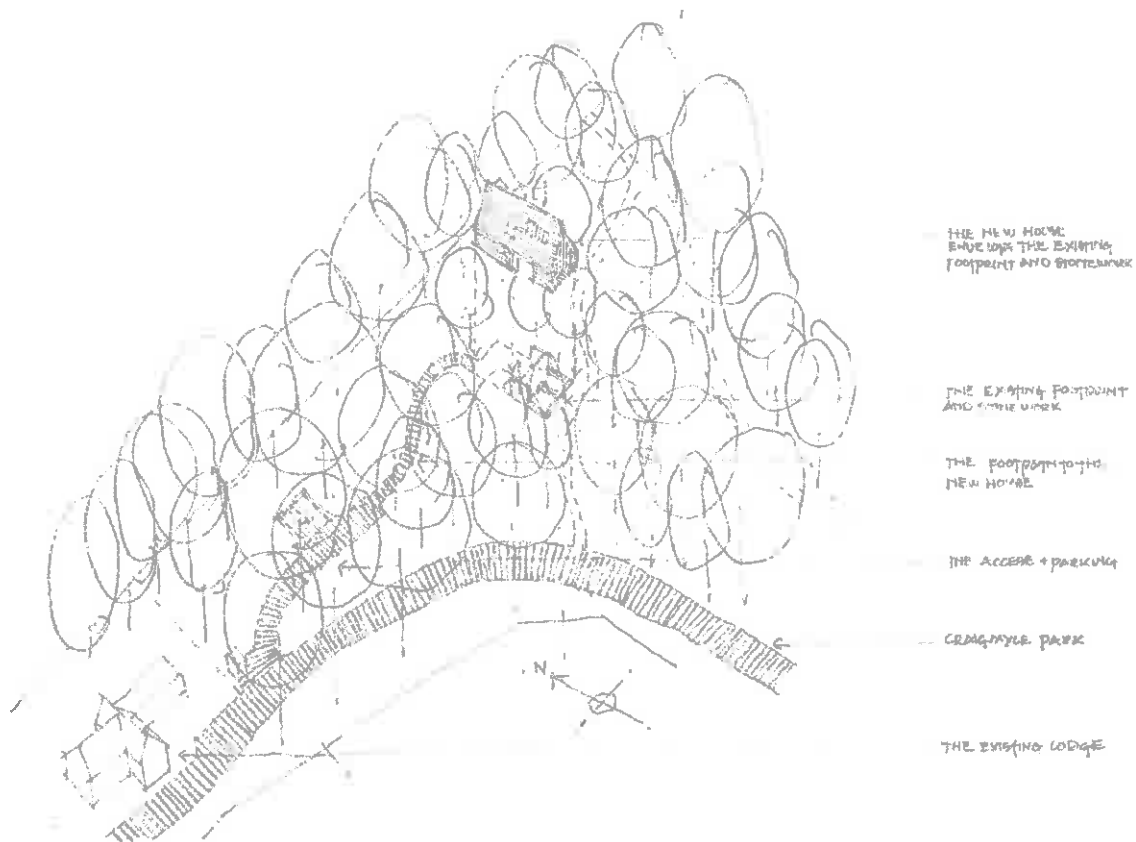 THE NEW HOUSE
ENVELOPS THE EXISTING
FOOTPRINT AND STONEWORK
THE EXISTING FOOTPRINT
AND STONEWORK
THE FOOTPATH TO THE
NEW HOUSE
THE ACCESS + PARKING
CRAIGMYLE PARK
N
THE EXISTING LODGE